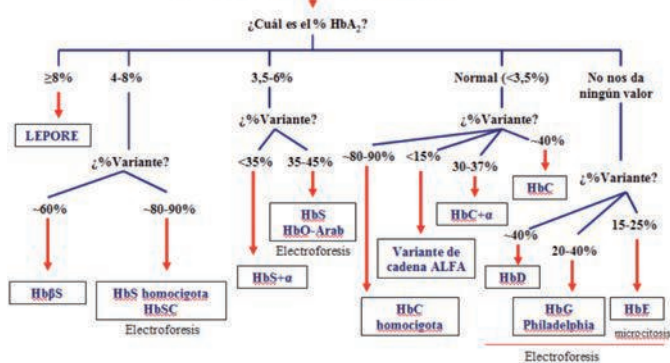 ¿Cuál es el % HbA₂?
≥8%
4-8%
3,5-6%
Normal (<3,5%)
No nos da
ningún valor
LEPORE
¿%Variante?
~60%
~80-90%
HbβS
HbS homocigota
HbSC
Electroforesis
¿%Variante?
<35%
35-45%
HbS
HbO-Arab
Electroforesis
HbS+α
¿%Variante?
~80-90%
<15%
30-37%
~40%
HbC
HbC+α
Variante de
cadena ALFA
HbC
homocigota
¿%Variante?
~40%
20-40%
15-25%
HbD
HbG
Philadelphia
HbE
microcitosis
Electroforesis